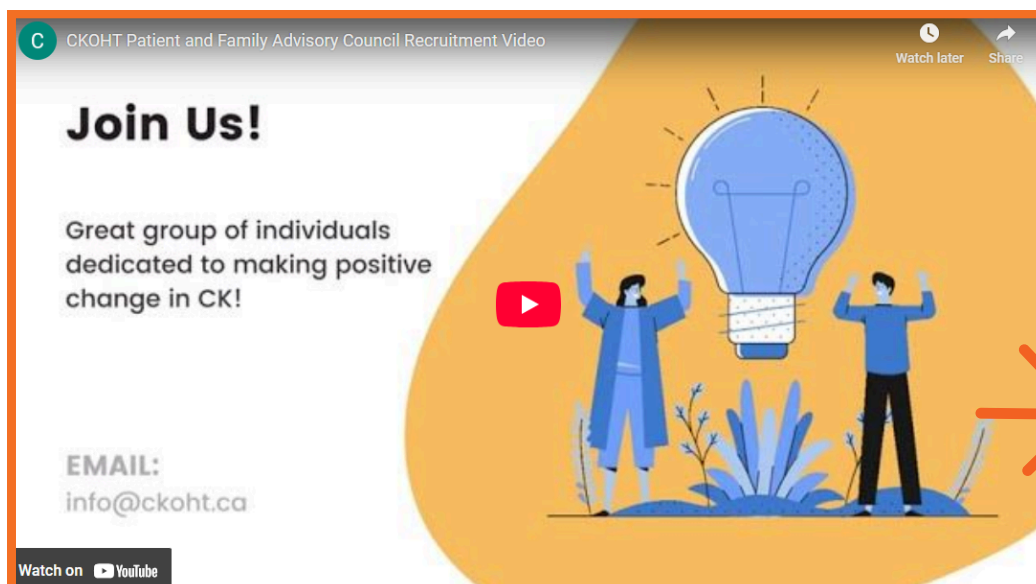 C
CKOHT Patient and Family Advisory Council Recruitment Video
Watch later
Share
Join Us!
Great group of individuals
dedicated to making positive
change in CK!
EMAIL:
info@ckoht.ca
Watch on YouTube